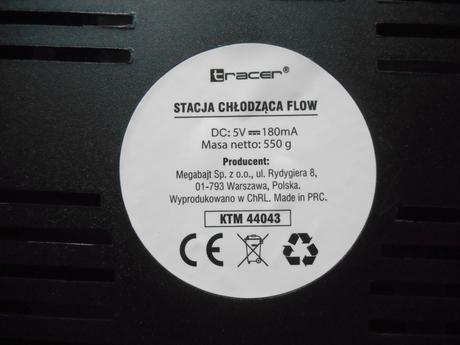 tracer®
STACJA CHŁODZĄCA FLOW
DC: 5V ⎓ 180mA
Masa netto: 550 g
Producent:
Megabajt Sp. z o.o., ul. Rydygiera 8,
01-793 Warszawa, Polska.
Wyprodukowano w ChRL. Made in PRC.
KTM 44043
CE